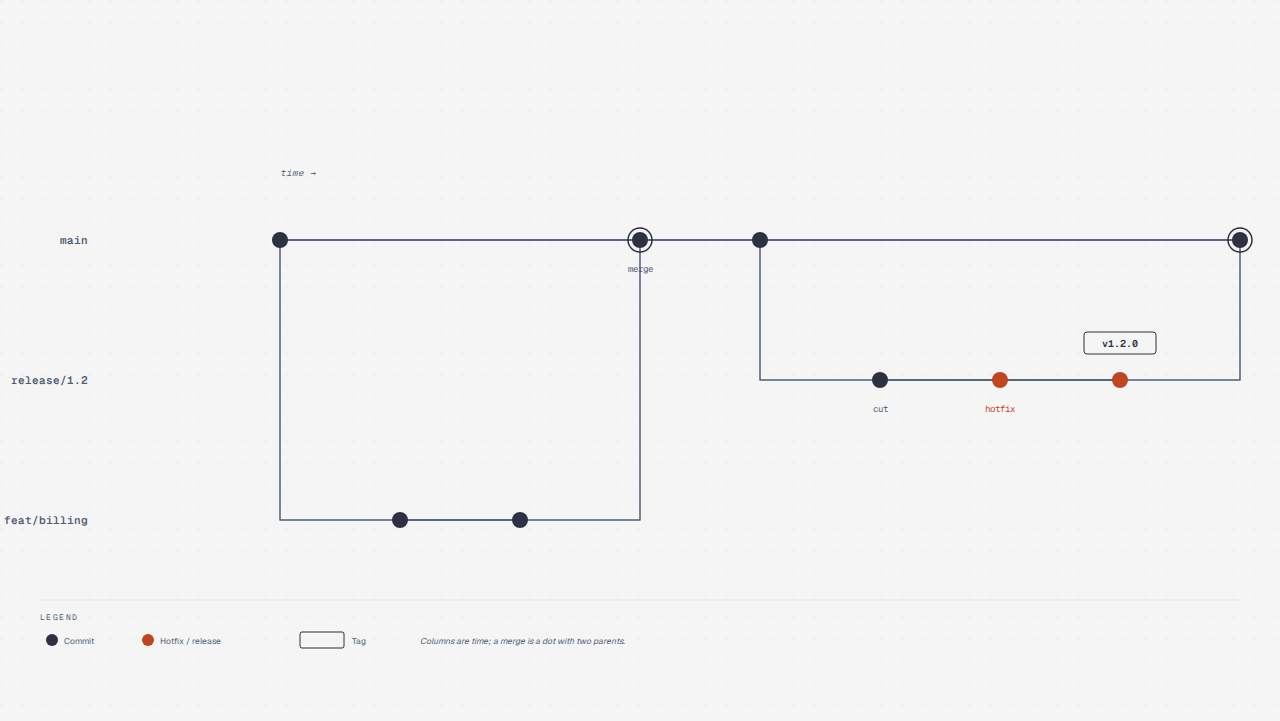 time →
main
merge
v1.2.0
release/1.2
cut
hotfix
feat/billing
LEGEND
Commit
Hotfix / release
Tag
Columns are time; a merge is a dot with two parents.